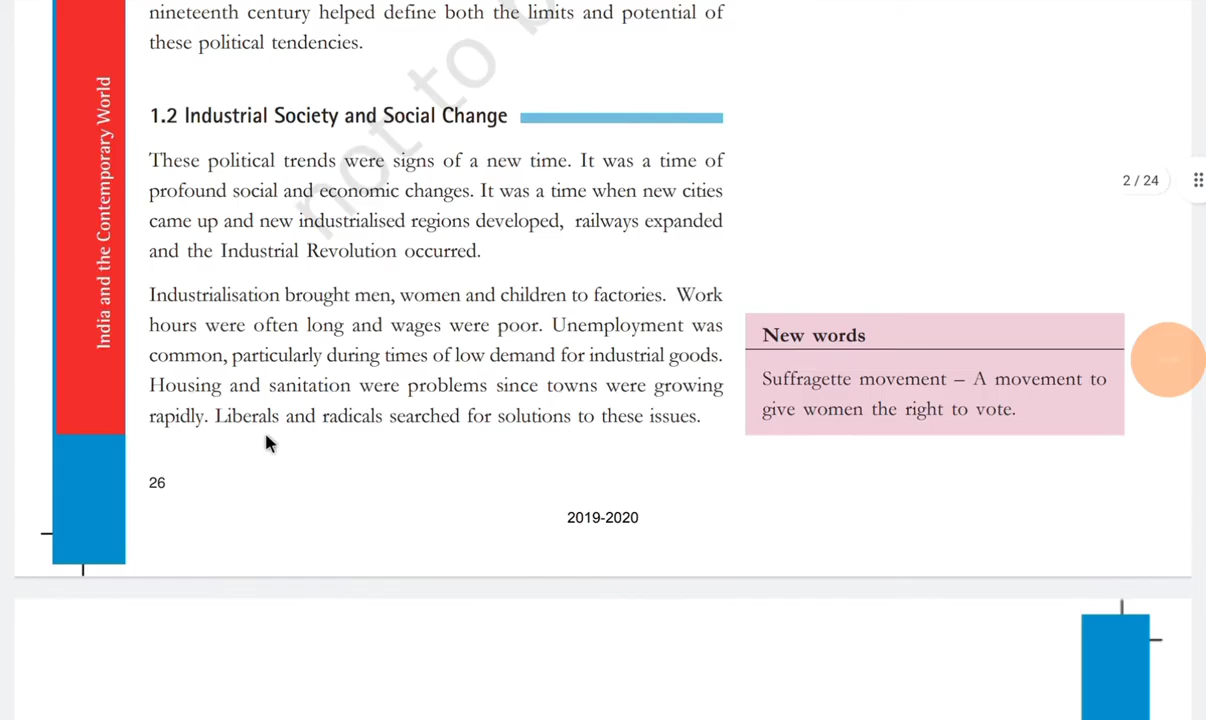 nineteenth century helped define both the limits and potential of
these political tendencies.
not to b
1.2 Industrial Society and Social Change
India and the Contemporary World
These political trends were signs of a new time. It was a time of
profound social and economic changes. It was a time when new cities
came up and new industrialised regions developed, railways expanded
and the Industrial Revolution occurred.
2 / 24
Industrialisation brought men, women and children to factories. Work
hours were often long and wages were poor. Unemployment was
common, particularly during times of low demand for industrial goods.
Housing and sanitation were problems since towns were growing
rapidly. Liberals and radicals searched for solutions to these issues.
New words
Suffragette movement – A movement to
give women the right to vote.
26
2019-2020